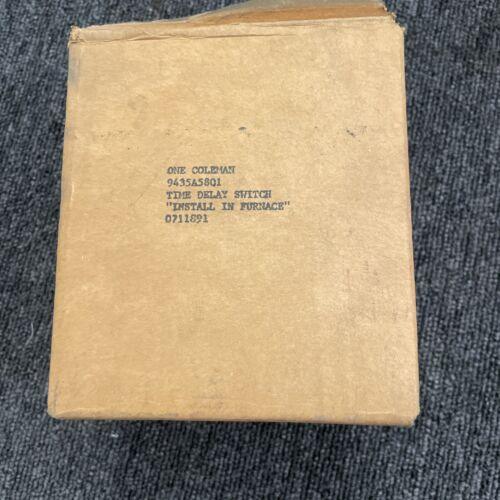 ONE COLEMAN
9435A5801
TIME DELAY SWITCH
"INSTALL IN FURNACE"
0711891